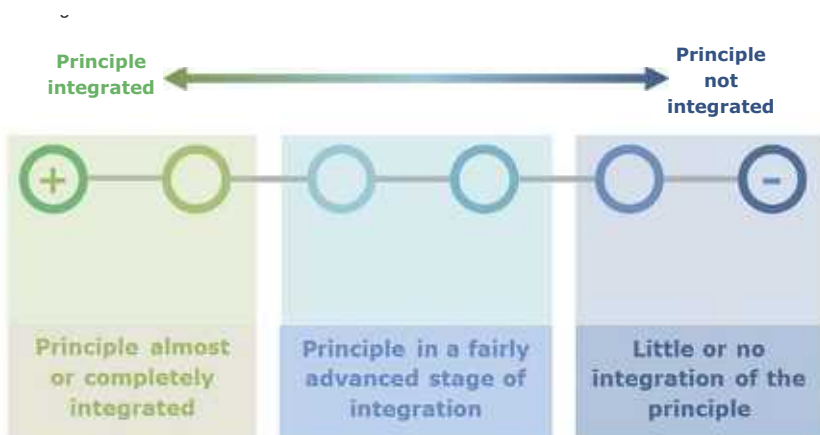 Principle
integrated
Principle
not
integrated
+
-
Principle almost
or completely
integrated
Principle in a fairly
advanced stage of
integration
Little or no
integration of the
principle